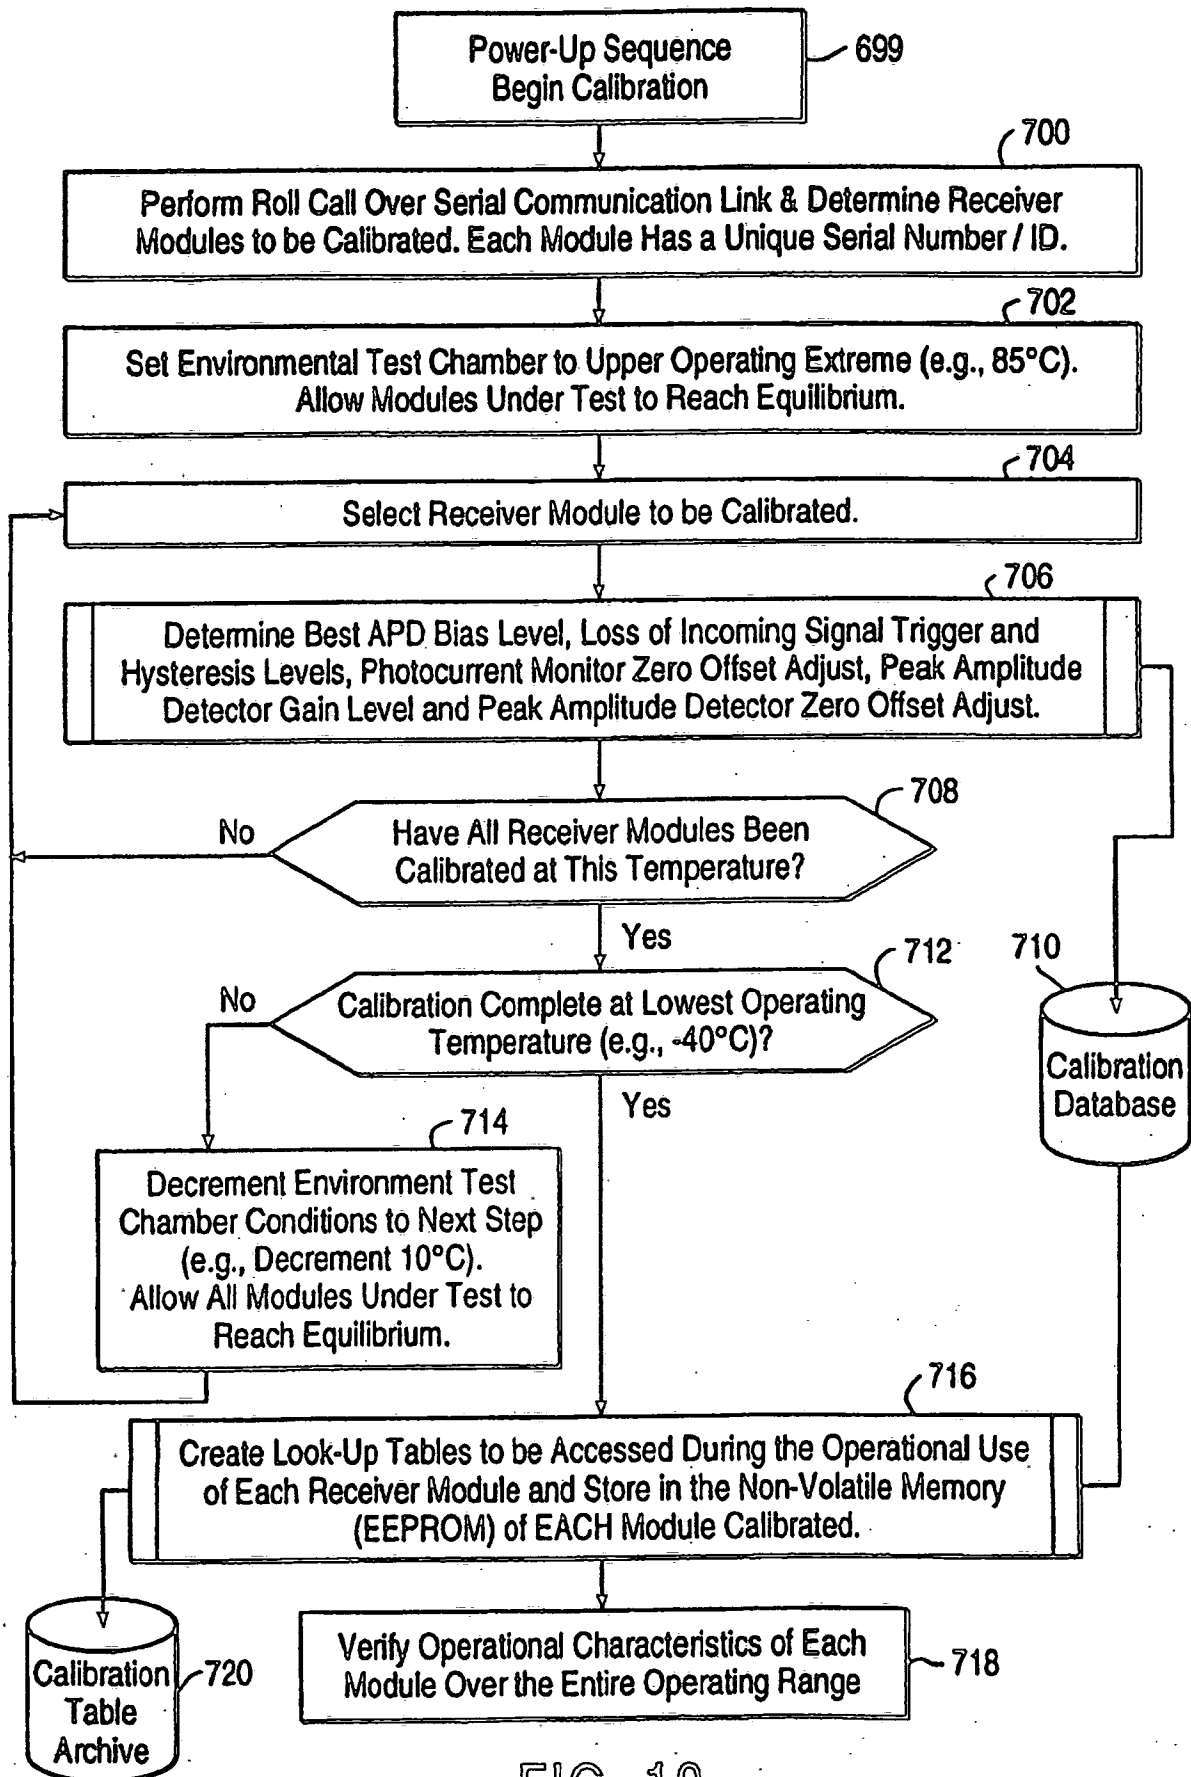 Power-Up Sequence
Begin Calibration
699
700
Perform Roll Call Over Serial Communication Link & Determine Receiver
Modules to be Calibrated. Each Module Has a Unique Serial Number / ID.
702
Set Environmental Test Chamber to Upper Operating Extreme (e.g., 85°C).
Allow Modules Under Test to Reach Equilibrium.
704
Select Receiver Module to be Calibrated.
706
Determine Best APD Bias Level, Loss of Incoming Signal Trigger and
Hysteresis Levels, Photocurrent Monitor Zero Offset Adjust, Peak Amplitude
Detector Gain Level and Peak Amplitude Detector Zero Offset Adjust.
708
No
Have All Receiver Modules Been
Calibrated at This Temperature?
Yes
712
710
No
Calibration Complete at Lowest Operating
Temperature (e.g., -40°C)?
Calibration
Database
Yes
714
Decrement Environment Test
Chamber Conditions to Next Step
(e.g., Decrement 10°C).
Allow All Modules Under Test to
Reach Equilibrium.
716
Create Look-Up Tables to be Accessed During the Operational Use
of Each Receiver Module and Store in the Non-Volatile Memory
(EEPROM) of EACH Module Calibrated.
Verify Operational Characteristics of Each
Module Over the Entire Operating Range
718
Calibration
Table
Archive
720
FIG. 10